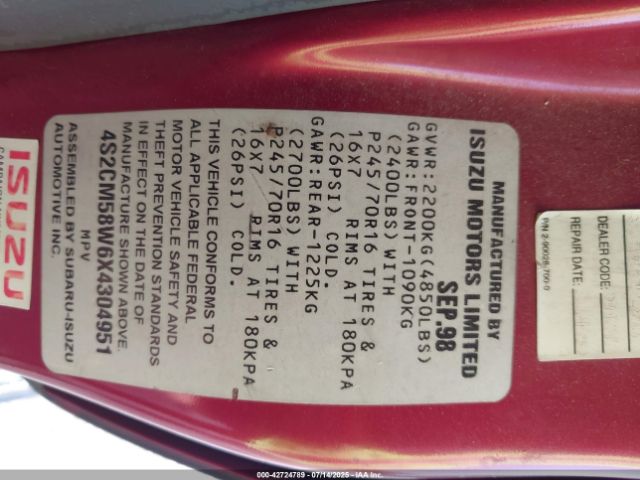 MANUFACTURED BY
ISUZU MOTORS LIMITED
SEP.98
GVWR:2200KG(4850LBS)
GAWR:FRONT-1090KG
(2400LBS) WITH
P245/70R16 TIRES &
16X7 RIMS AT 180KPA
(26PSI) COLD.
GAWR:REAR-1225KG
(2700LBS) WITH
P245/70R16 TIRES &
16X7 RIMS AT 180KPA
(26PSI) COLD.
THIS VEHICLE CONFORMS TO
ALL APPLICABLE FEDERAL
MOTOR VEHICLE SAFETY AND
THEFT PREVENTION STANDARDS
IN EFFECT ON THE DATE OF
MANUFACTURE SHOWN ABOVE.
4S2CM58W6X4304951
MPV
ASSEMBLED BY SUBARU-ISUZU
AUTOMOTIVE INC.
ISUZU
DEALER CODE:
REPAIR DATE:
000-42724789 - 07/14/2025 - IAA Inc.